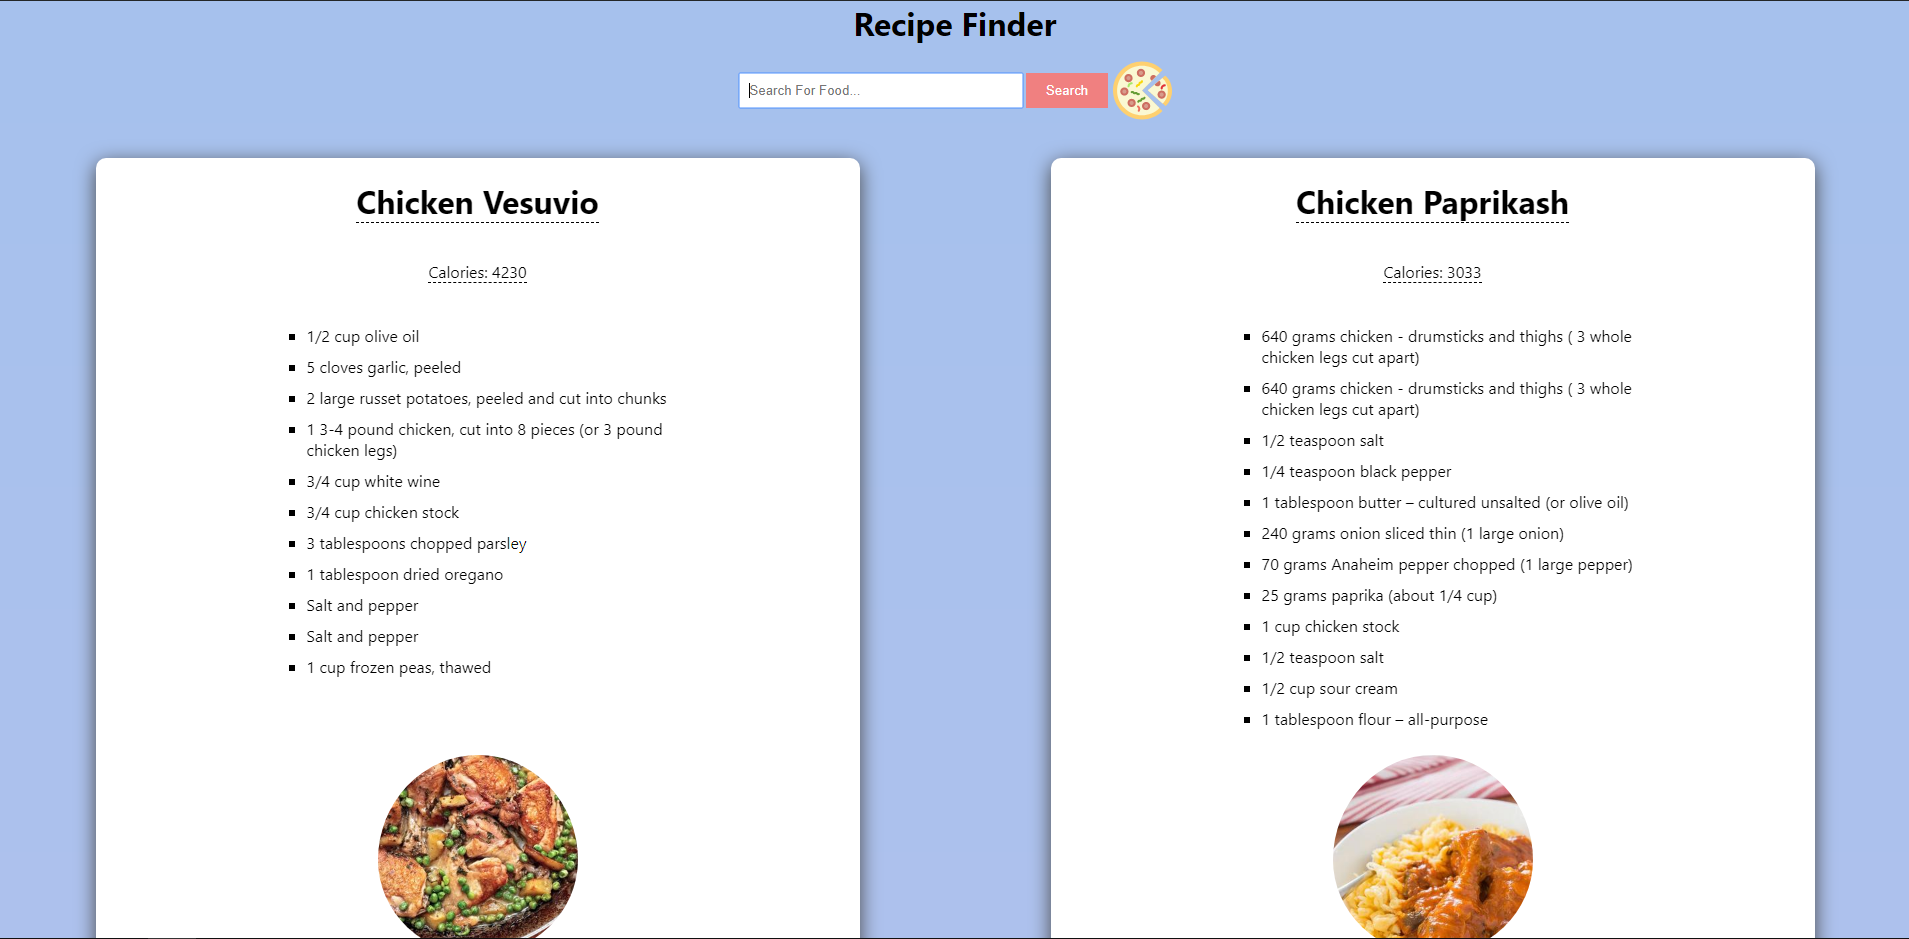 Recipe Finder
Search For Food...
Search
Chicken Vesuvio
Calories: 4230
1/2 cup olive oil
5 cloves garlic, peeled
2 large russet potatoes, peeled and cut into chunks
1 3-4 pound chicken, cut into 8 pieces (or 3 pound
chicken legs)
3/4 cup white wine
3/4 cup chicken stock
3 tablespoons chopped parsley
1 tablespoon dried oregano
Salt and pepper
Salt and pepper
1 cup frozen peas, thawed
Chicken Paprikash
Calories: 3033
640 grams chicken - drumsticks and thighs ( 3 whole
chicken legs cut apart)
640 grams chicken - drumsticks and thighs ( 3 whole
chicken legs cut apart)
1/2 teaspoon salt
1/4 teaspoon black pepper
1 tablespoon butter – cultured unsalted (or olive oil)
240 grams onion sliced thin (1 large onion)
70 grams Anaheim pepper chopped (1 large pepper)
25 grams paprika (about 1/4 cup)
1 cup chicken stock
1/2 teaspoon salt
1/2 cup sour cream
1 tablespoon flour – all-purpose